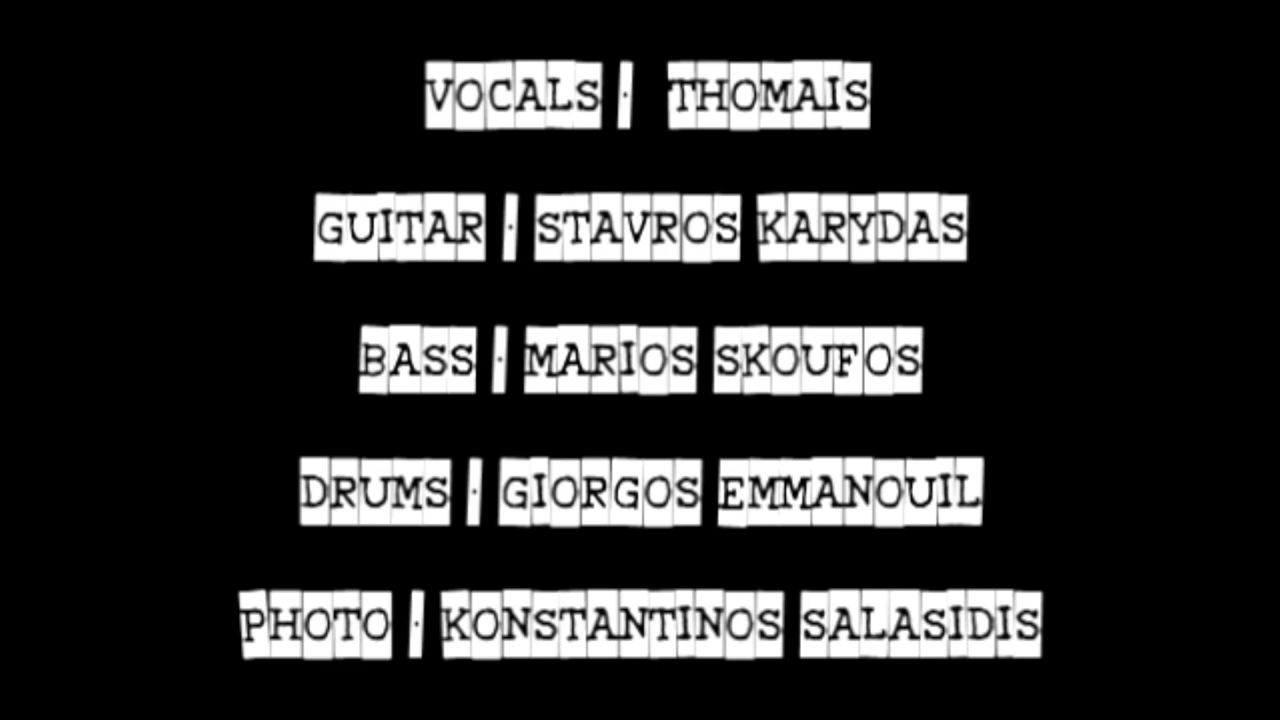 VOCALS · THOMAIS
GUITAR · STAVROS KARYDAS
BASS · MARIOS SKOUFOS
DRUMS · GIORGOS EMMANOUIL
PHOTO · KONSTANTINOS SALASIDIS